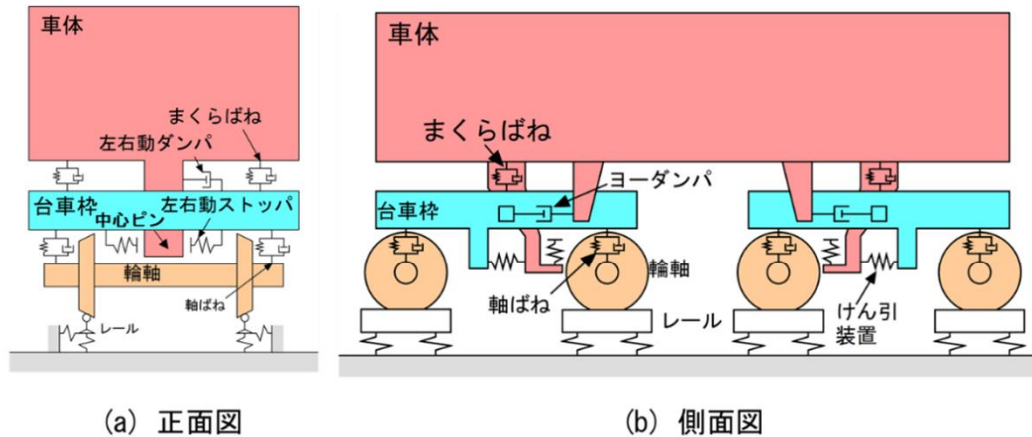 車体
まくらばね
左右動ダンパ
台車枠
左右動ストッパ
中心ピン
輪軸
軸ばね
レール
(a) 正面図
車体
まくらばね
ヨーダンパ
台車枠
輪軸
軸ばね
レール
けん引
装置
(b) 側面図